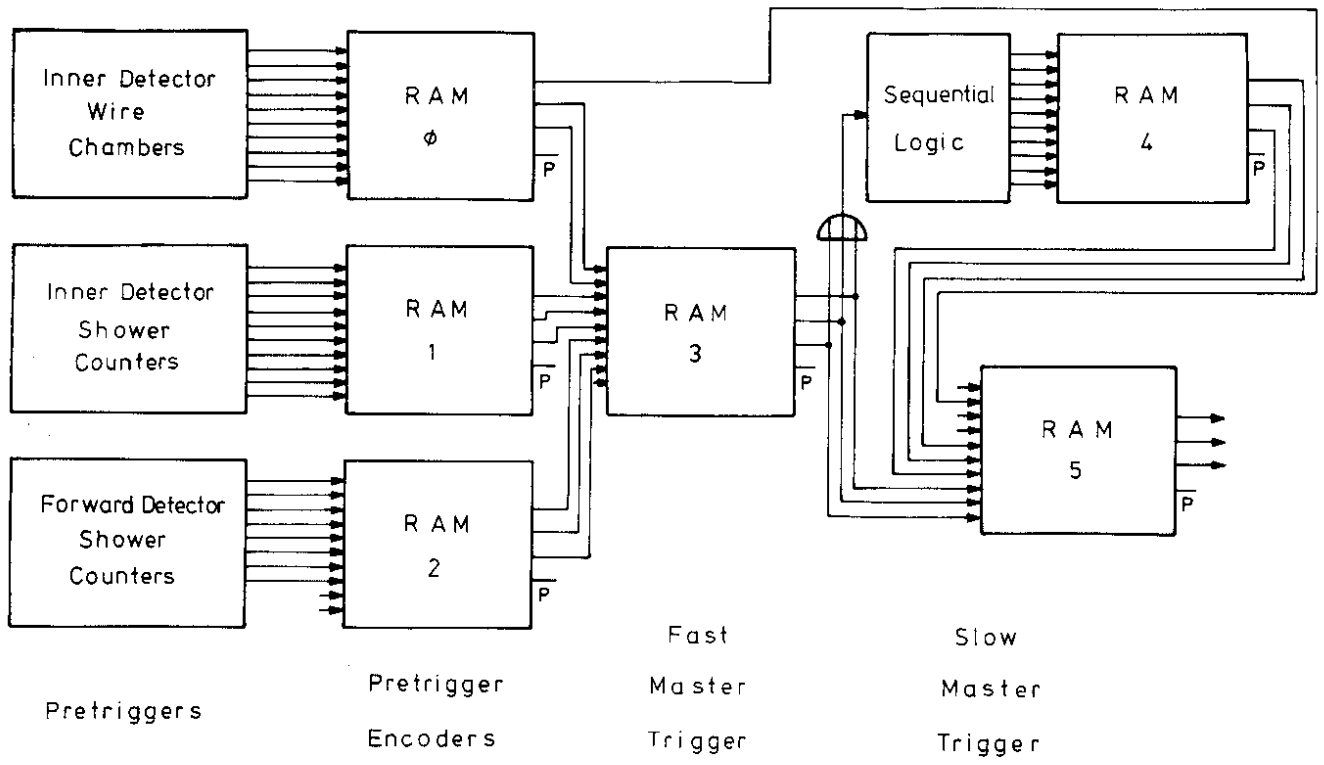 Inner Detector
Wire
Chambers
RAM
ϕ
P
Sequential
Logic
RAM
4
P
Inner Detector
Shower
Counters
RAM
1
P
RAM
3
P
RAM
5
P
Forward Detector
Shower
Counters
RAM
2
P
Pretriggers
Pretrigger
Encoders
Fast
Master
Trigger
Slow
Master
Trigger